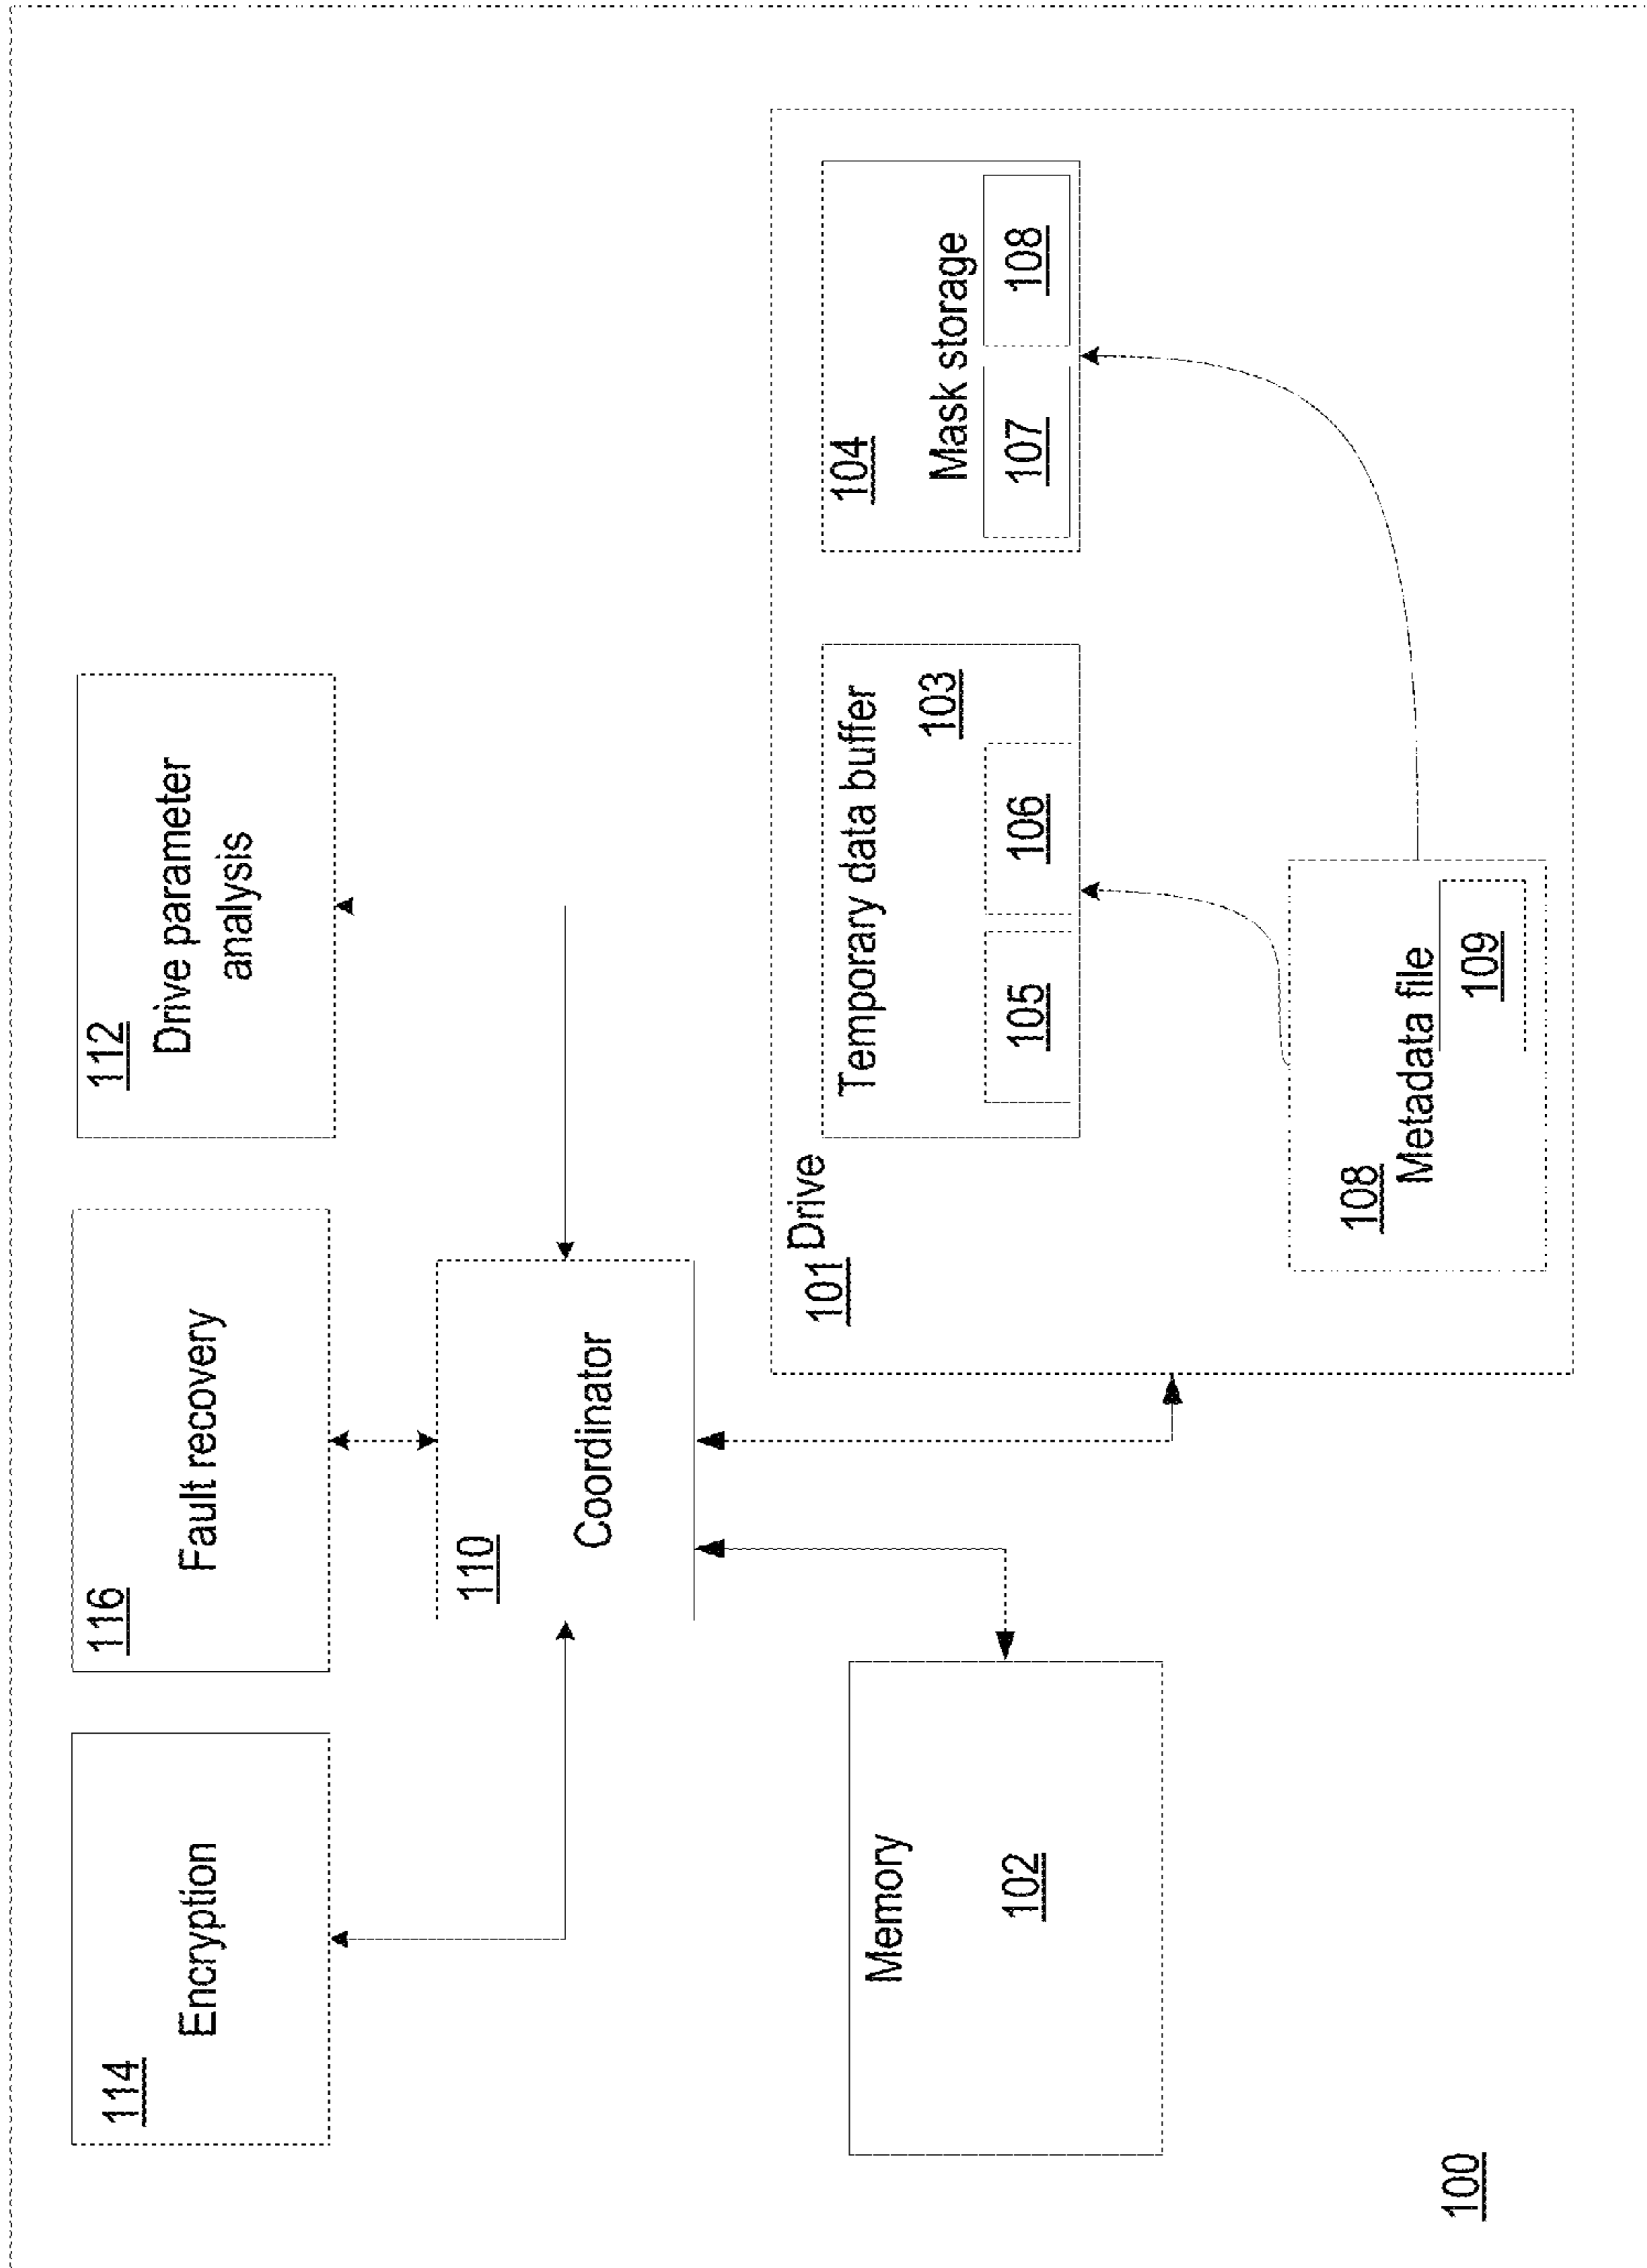 114
Encryption
116
Fault recovery
112
Drive parameter
analysis
110
Coordinator
Memory
102
101 Drive
Temporary data buffer
103
105
106
104
Mask storage
107
108
108
Metadata file
109
100